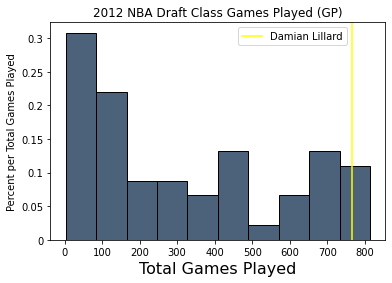 2012 NBA Draft Class Games Played (GP)
Damian Lillard
Percent per Total Games Played
0.3
0.25
0.2
0.15
0.1
0.05
0
0 100 200 300 400 500 600 700 800
Total Games Played